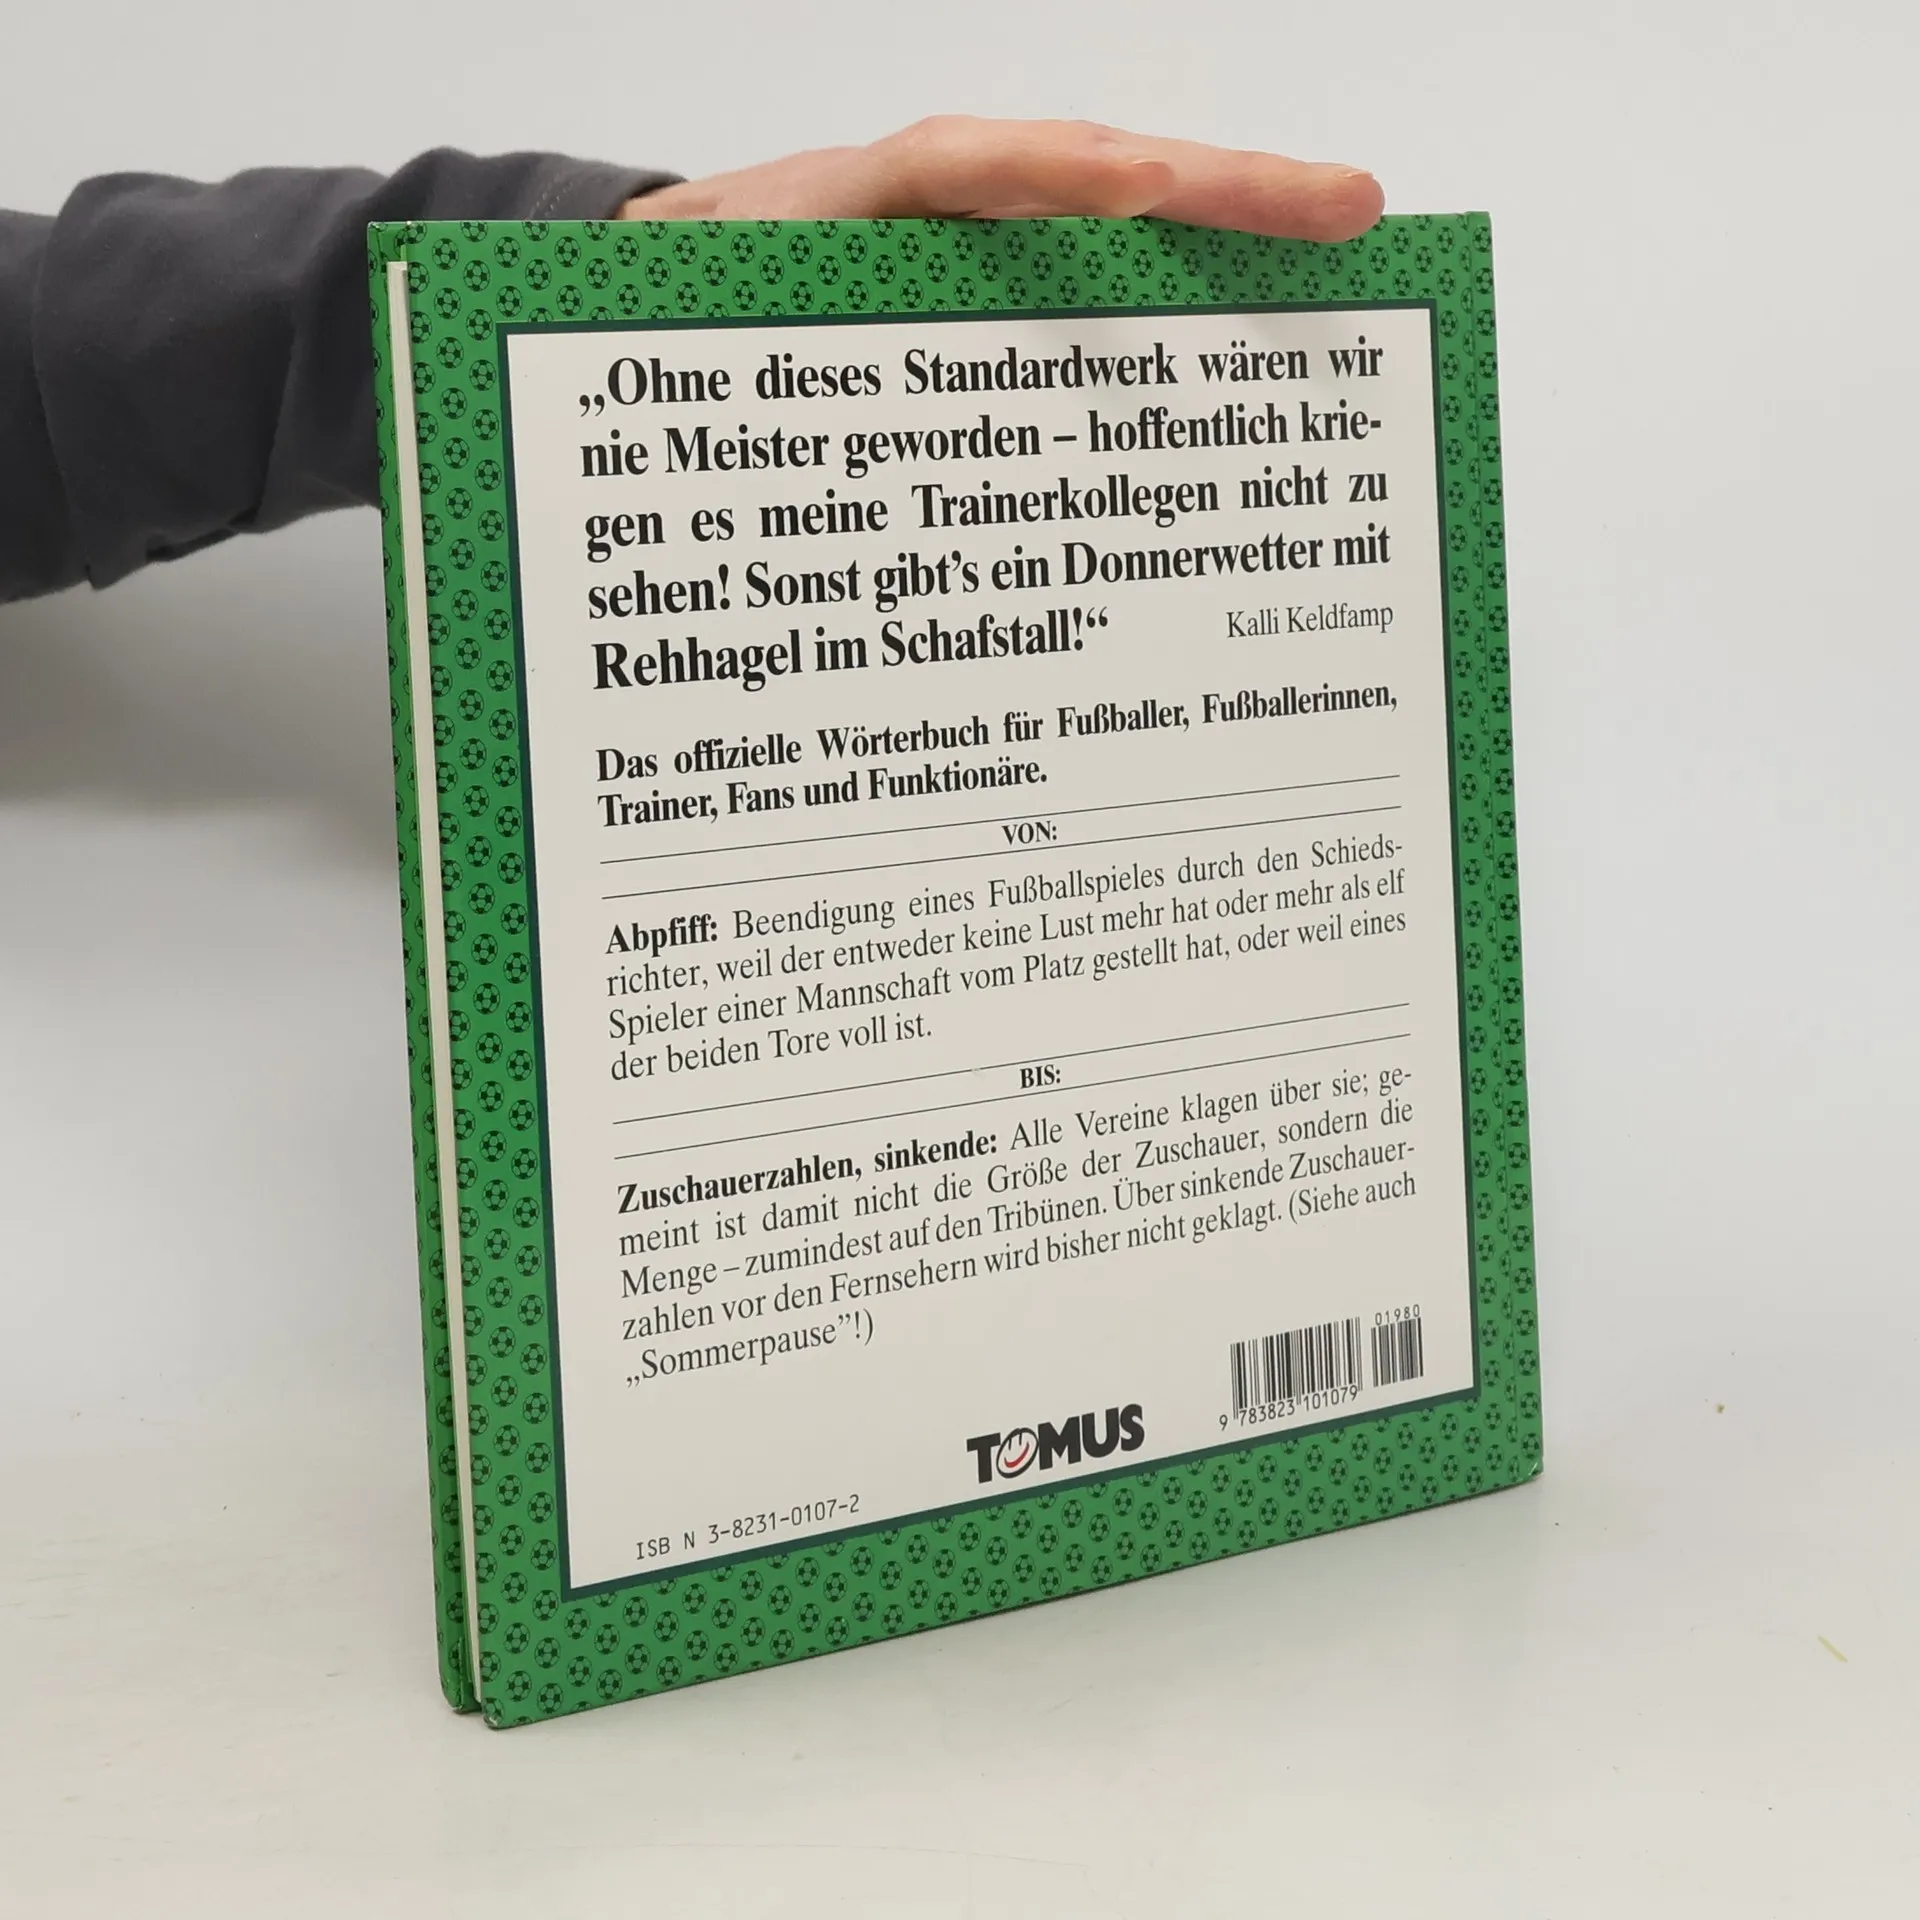 „Ohne dieses Standardwerk wären wir
nie Meister geworden – hoffentlich krie-
gen es meine Trainerkollegen nicht zu
sehen! Sonst gibt’s ein Donnerwetter mit
Rehhagel im Schafstall!“ Kalli Keldfamp
Das offizielle Wörterbuch für Fußballer, Fußballerinnen,
Trainer, Fans und Funktionäre.
VON:
Abpfiff: Beendigung eines Fußballspieles durch den Schieds-
richter, weil der entweder keine Lust mehr hat oder mehr als elf
Spieler einer Mannschaft vom Platz gestellt hat, oder weil eines
der beiden Tore voll ist.
BIS:
Zuschauerzahlen, sinkende: Alle Vereine klagen über sie; ge-
meint ist damit nicht die Größe der Zuschauer, sondern die
Menge – zumindest auf den Tribünen. Über sinkende Zuschauer-
zahlen vor den Fernsehern wird bisher nicht geklagt. (Siehe auch
„Sommerpause”!)
01980
9 783823 101079
TOMUS
ISB N 3-8231-0107-2